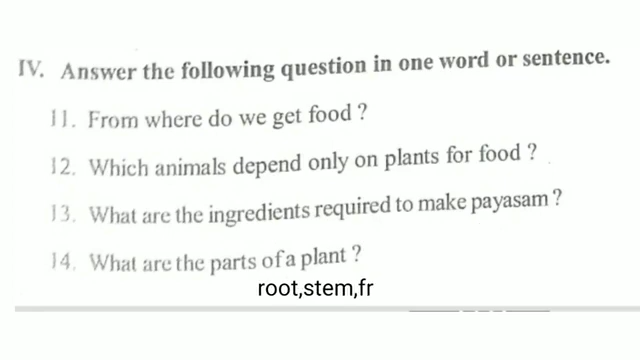 IV. Answer the following question in one word or sentence.
11. From where do we get food ?
12. Which animals depend only on plants for food ?
13. What are the ingredients required to make payasam ?
14. What are the parts of a plant ?
root,stem,fr